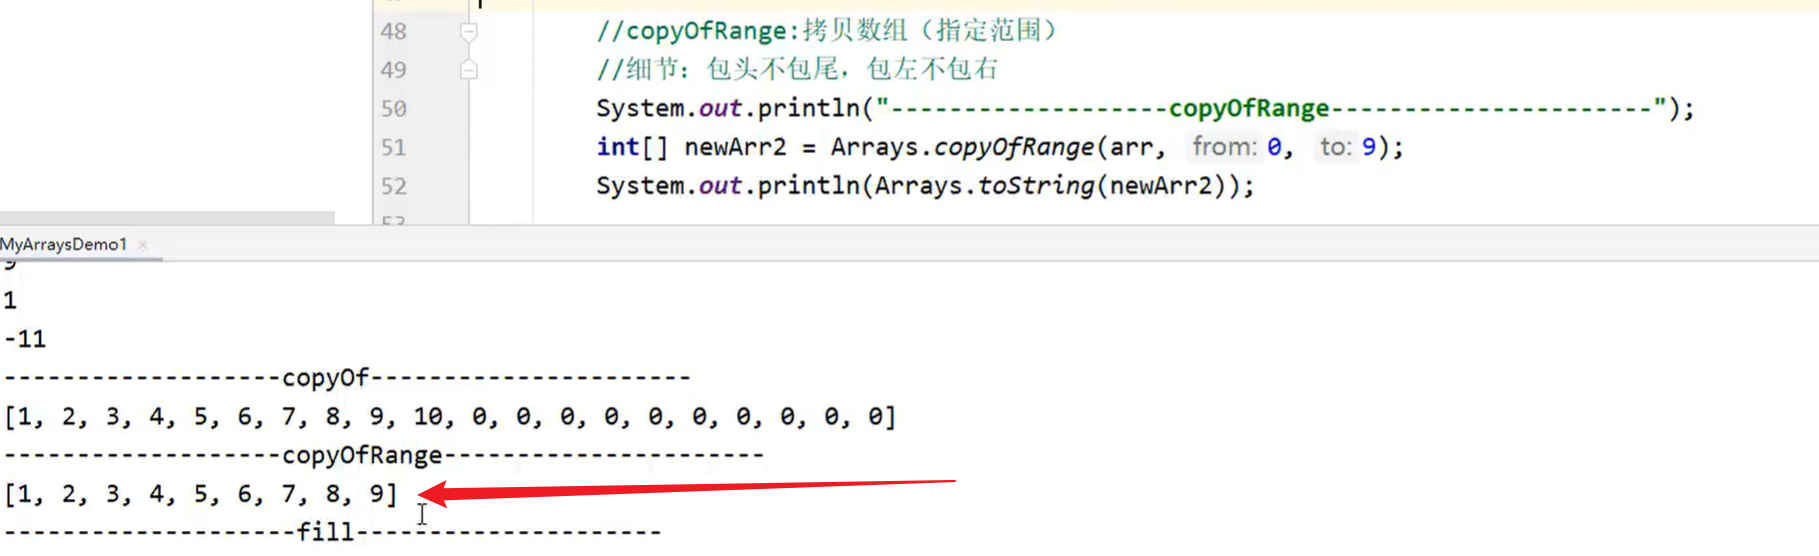 48 //copyOfRange:拷贝数组（指定范围）
49 //细节：包头不包尾，包左不包右
50 System.out.println("-------------------copyOfRange----------------------");
51 int[] newArr2 = Arrays.copyOfRange(arr, from: 0, to: 9);
52 System.out.println(Arrays.toString(newArr2));
53
MyArraysDemo1 ×
9
1
-11
-------------------copyOf----------------------
[1, 2, 3, 4, 5, 6, 7, 8, 9, 10, 0, 0, 0, 0, 0, 0, 0, 0, 0, 0]
-------------------copyOfRange----------------------
[1, 2, 3, 4, 5, 6, 7, 8, 9]
--------------------fill---------------------